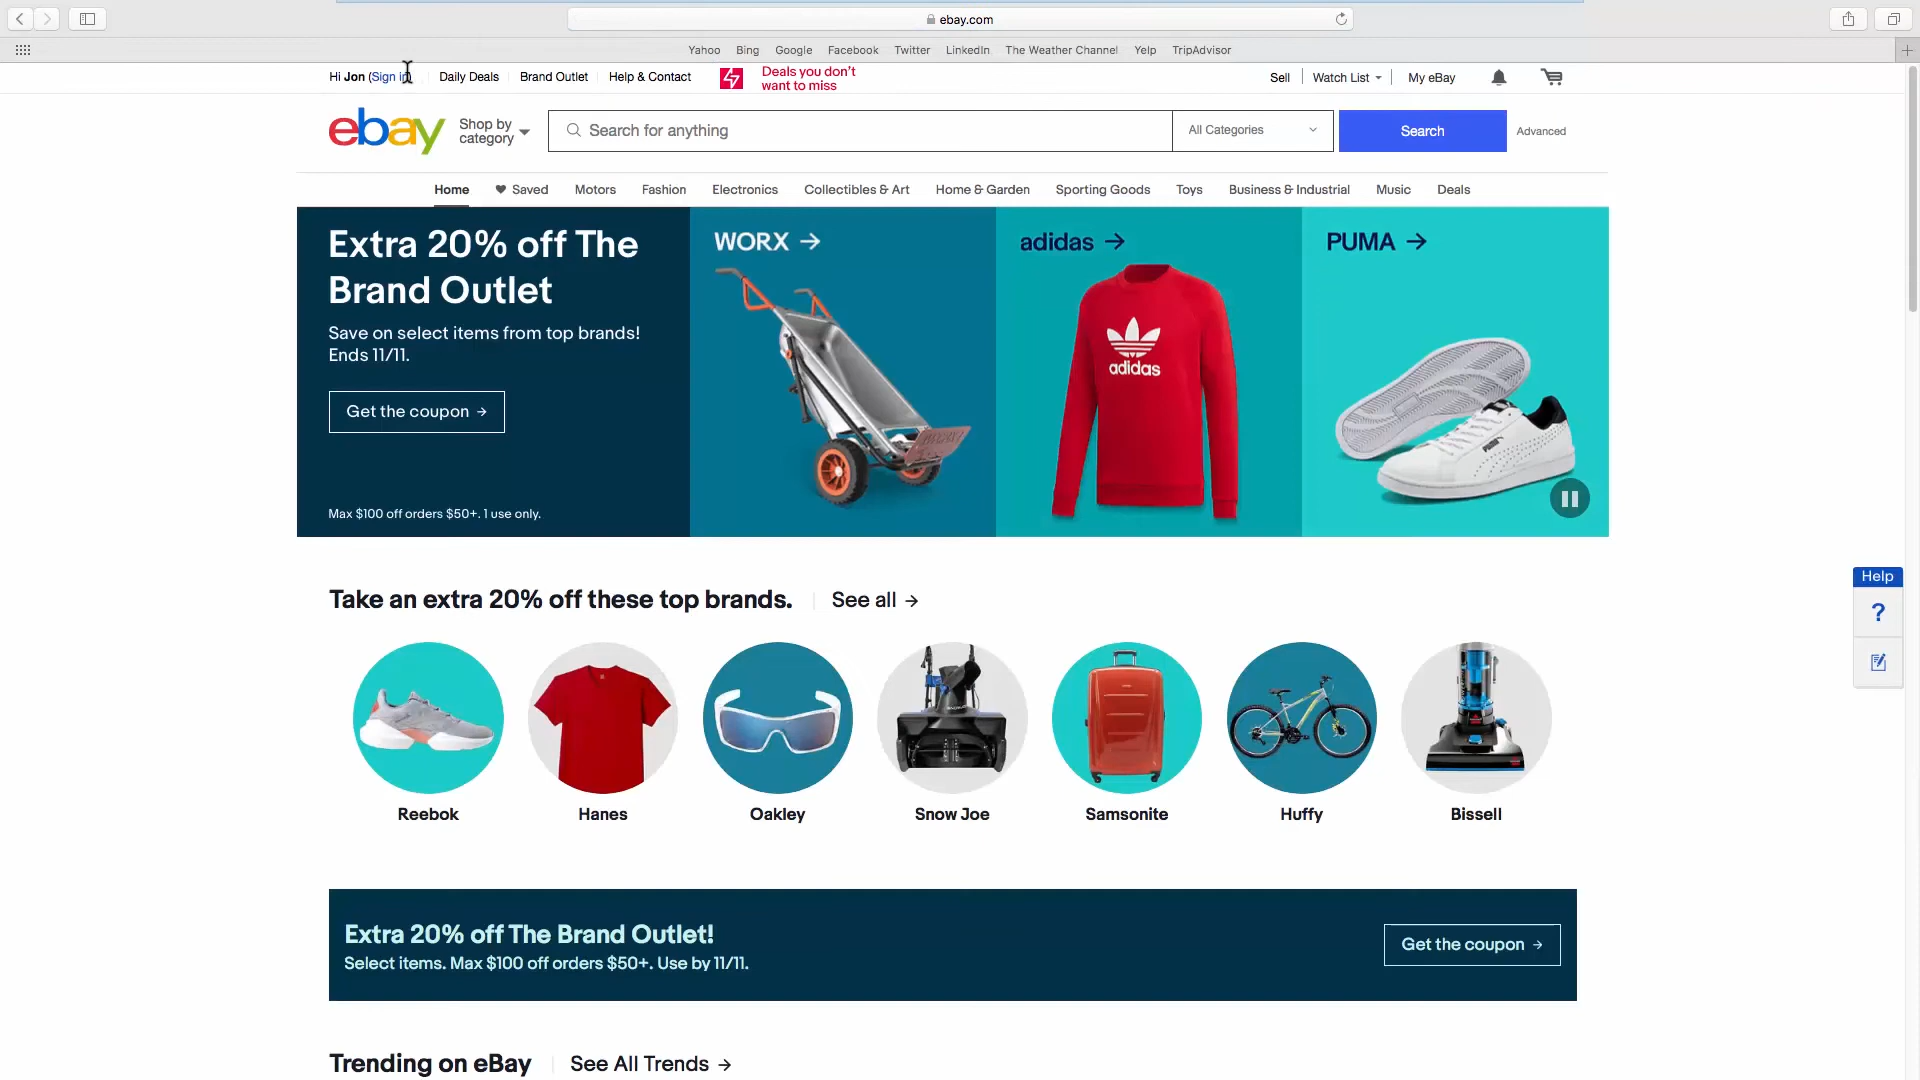 ebay.com
Yahoo Bing Google Facebook Twitter LinkedIn The Weather Channel Yelp TripAdvisor
Hi Jon (Sign in) Daily Deals Brand Outlet Help & Contact Deals you don't
want to miss
Sell Watch List My eBay
ebay
Shop by
category
Search for anything
All Categories
Search
Advanced
Home Saved Motors Fashion Electronics Collectibles & Art Home & Garden Sporting Goods Toys Business & Industrial Music Deals
Extra 20% off The
Brand Outlet
Save on select items from top brands!
Ends 11/11.
Get the coupon →
Max $100 off orders $50+. 1 use only.
WORX →
WORX
adidas →
adidas
PUMA →
PUMA
Help
?
Take an extra 20% off these top brands. See all →
Reebok Hanes Oakley Snow Joe Samsonite Huffy Bissell
Extra 20% off The Brand Outlet!
Select items. Max $100 off orders $50+. Use by 11/11.
Get the coupon →
Trending on eBay See All Trends →